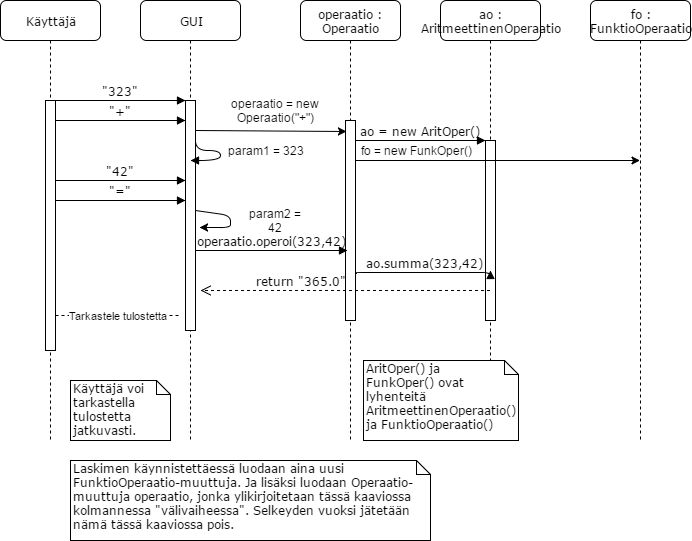 Käyttäjä
GUI
operaatio :
Operaatio
ao :
AritmeettinenOperaatio
fo :
FunktioOperaatio
"323"
"+"
operaatio = new
Operaatio("+")
ao = new AritOper()
param1 = 323
fo = new FunkOper()
"42"
"="
param2 =
42
operaatio.operoi(323,42)
ao.summa(323,42)
return "365.0"
Tarkastele tulostetta
AritOper() ja
FunkOper() ovat
lyhenteitä
AritmeettinenOperaatio()
ja FunktioOperaatio()
Käyttäjä voi
tarkastella
tulostetta
jatkuvasti.
Laskimen käynnistettäessä luodaan aina uusi
FunktioOperaatio-muuttuja. Ja lisäksi luodaan Operaatio-
muuttuja operaatio, jonka ylikirjoitetaan tässä kaaviossa
kolmannessa "välivaiheessa". Selkeyden vuoksi jätetään
nämä tässä kaaviossa pois.